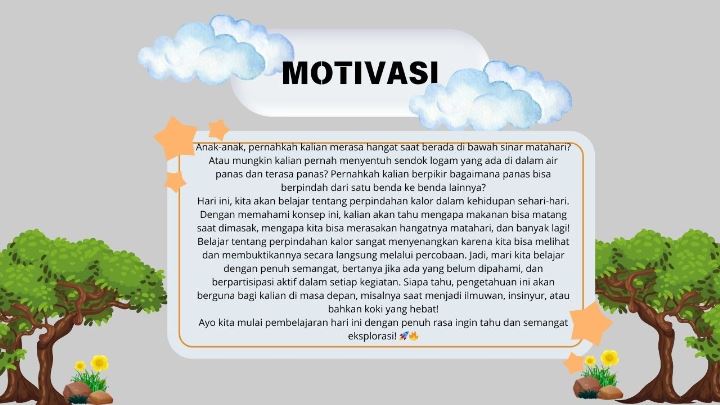 MOTIVASI
Anak-anak, pernahkah kalian merasa hangat saat berada di bawah sinar matahari?
Atau mungkin kalian pernah menyentuh sendok logam yang ada di dalam air
panas dan terasa panas? Pernahkah kalian berpikir bagaimana panas bisa
berpindah dari satu benda ke benda lainnya?
Hari ini, kita akan belajar tentang perpindahan kalor dalam kehidupan sehari-hari.
Dengan memahami konsep ini, kalian akan tahu mengapa makanan bisa matang
saat dimasak, mengapa kita bisa merasakan hangatnya matahari, dan banyak lagi!
Belajar tentang perpindahan kalor sangat menyenangkan karena kita bisa melihat
dan membuktikannya secara langsung melalui percobaan. Jadi, mari kita belajar
dengan penuh semangat, bertanya jika ada yang belum dipahami, dan
berpartisipasi aktif dalam setiap kegiatan. Siapa tahu, pengetahuan ini akan
berguna bagi kalian di masa depan, misalnya saat menjadi ilmuwan, insinyur, atau
bahkan koki yang hebat!
Ayo kita mulai pembelajaran hari ini dengan penuh rasa ingin tahu dan semangat
eksplorasi! 🚀🔥